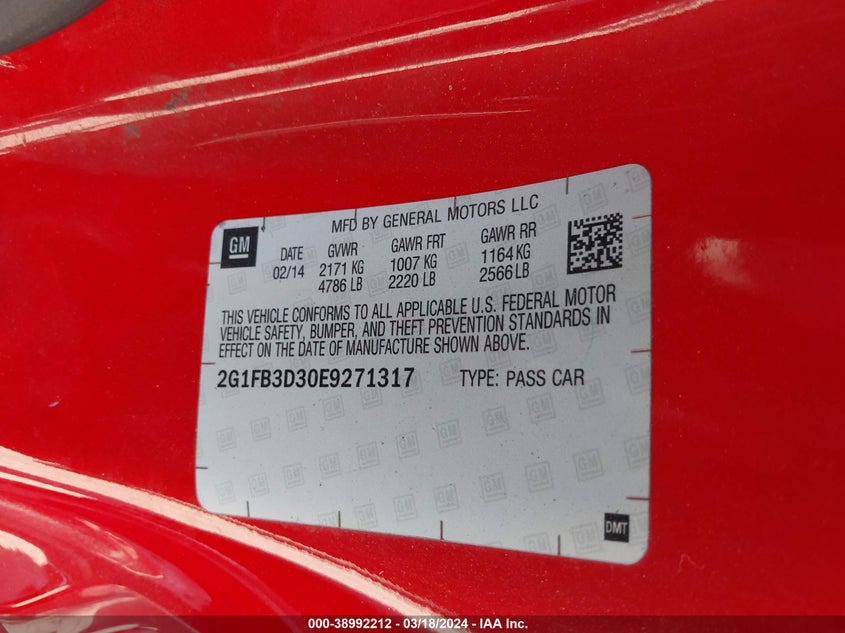 MFD BY GENERAL MOTORS LLC
GM
DATE GVWR GAWR FRT GAWR RR
02/14 2171 KG 1007 KG 1164 KG
4786 LB 2220 LB 2566 LB
THIS VEHICLE CONFORMS TO ALL APPLICABLE U.S. FEDERAL MOTOR
VEHICLE SAFETY, BUMPER, AND THEFT PREVENTION STANDARDS IN
EFFECT ON THE DATE OF MANUFACTURE SHOWN ABOVE.
2G1FB3D30E9271317 TYPE: PASS CAR
DMT
000-38992212 - 03/18/2024 - IAA Inc.